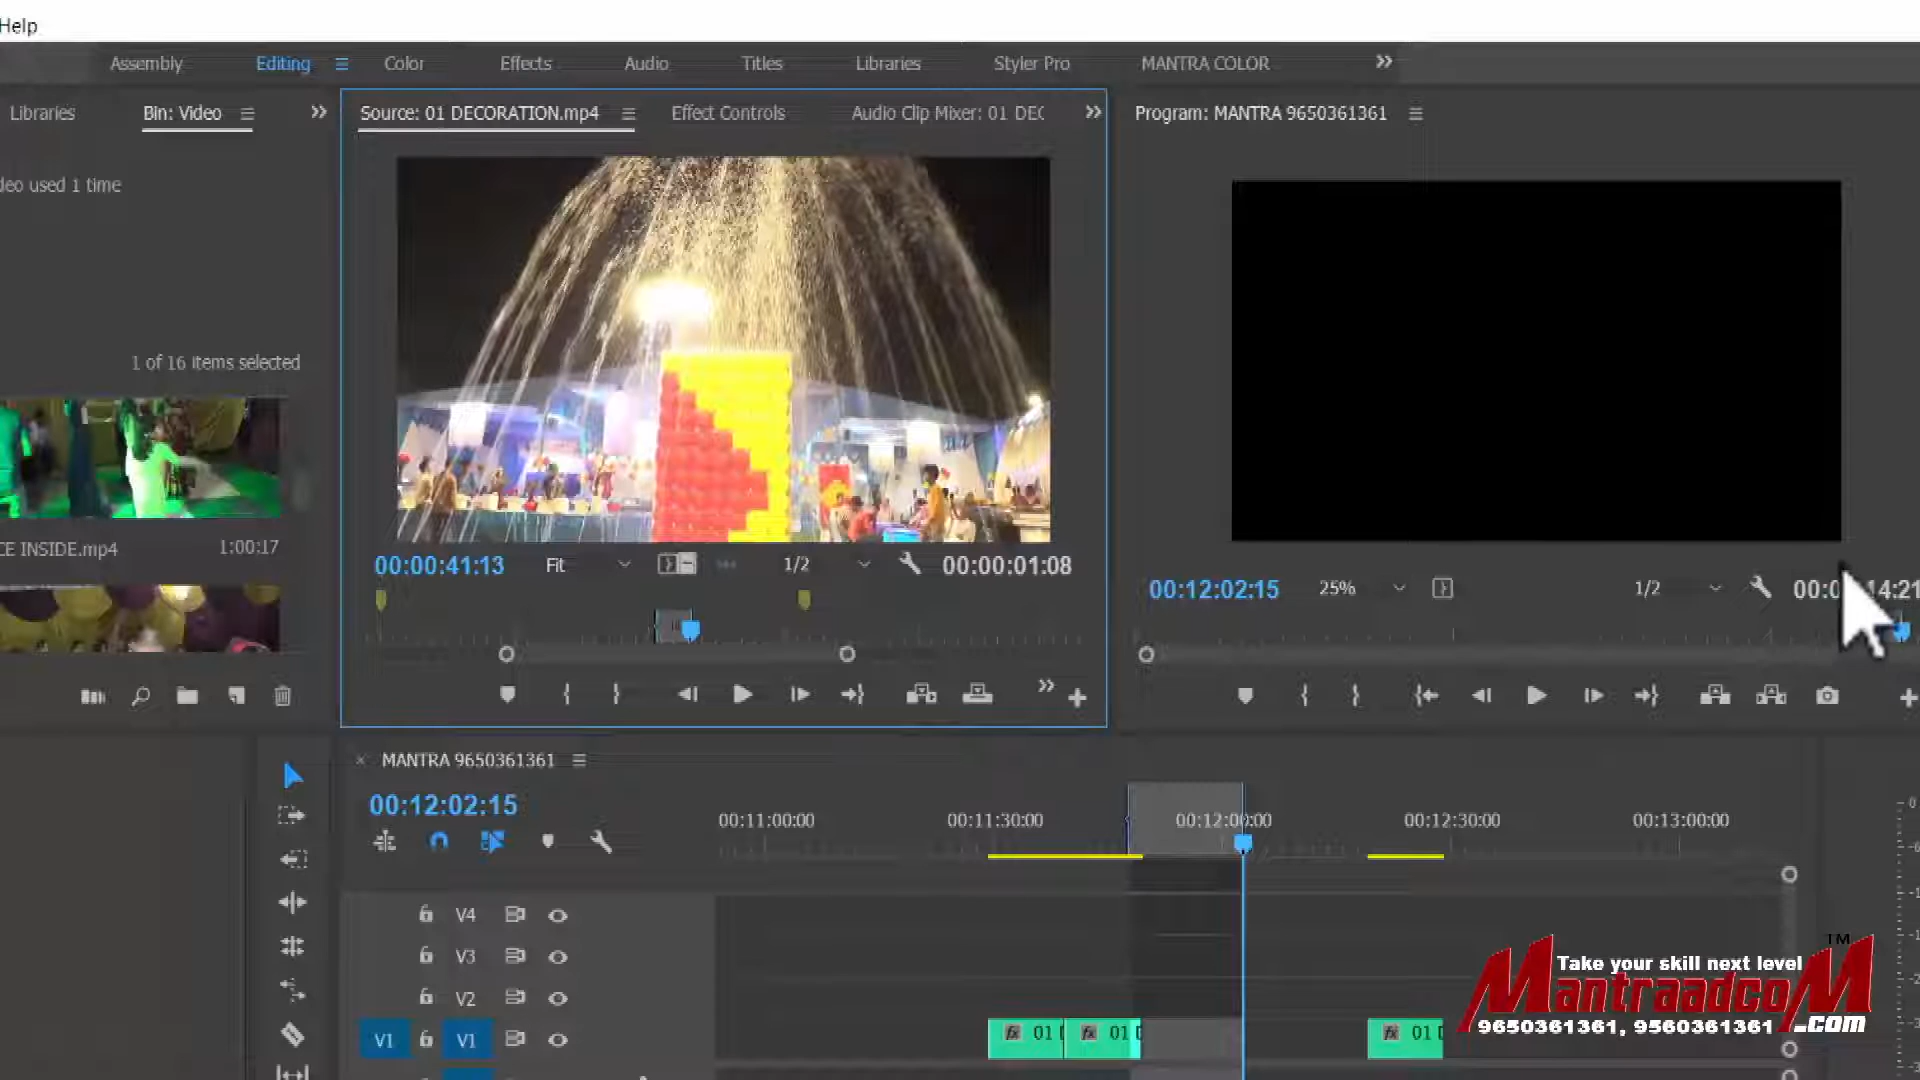 Help
Assembly Editing Color Effects Audio Titles Libraries Styler Pro MANTRA COLOR
Libraries Bin: Video Source: 01 DECORATION.mp4 Effect Controls Audio Clip Mixer: 01 DEC Program: MANTRA 9650361361
deo used 1 time
1 of 16 items selected
CE INSIDE.mp4 1:00:17
00:00:41:13 Fit 1/2 00:00:01:08
00:12:02:15 25% 1/2 14:21
MANTRA 9650361361
00:12:02:15
00:11:00:00 00:11:30:00 00:12:00:00 00:12:30:00 00:13:00:00
V4
V3
V2
V1 V1 fx 01 fx 01 fx 01
Take your skill next level TM
MantraadcoM
9650361361, 9560361361 .com